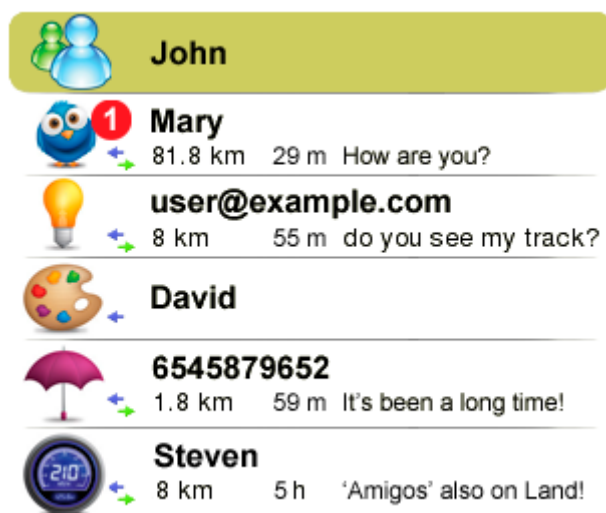 John
1
Mary
81.8 km 29 m How are you?
user@example.com
8 km 55 m do you see my track?
David
6545879652
1.8 km 59 m It's been a long time!
210
Steven
8 km 5 h ‘Amigos’ also on Land!